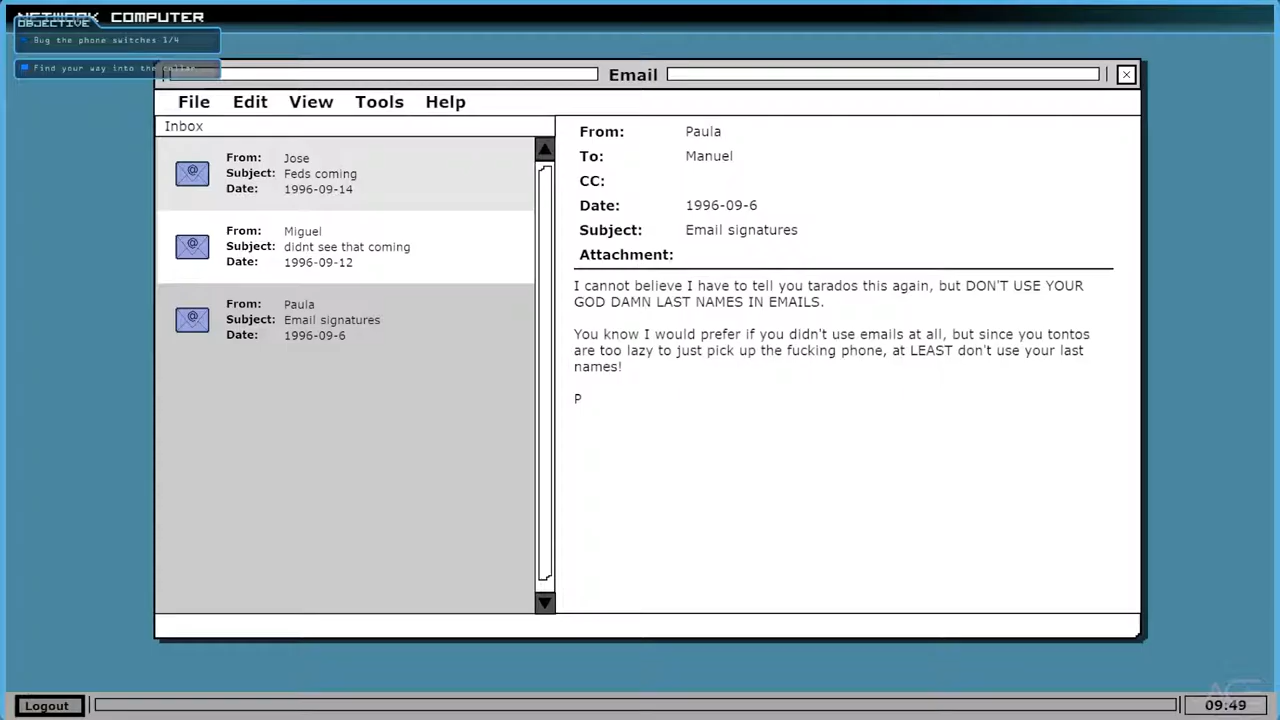 NETWORK COMPUTER
OBJECTIVE
Bug the phone switches 1/4
Find your way into the cellar
Email
File Edit View Tools Help
Inbox
From: Jose
Subject: Feds coming
Date: 1996-09-14
From: Miguel
Subject: didnt see that coming
Date: 1996-09-12
From: Paula
Subject: Email signatures
Date: 1996-09-6
From: Paula
To: Manuel
CC:
Date: 1996-09-6
Subject: Email signatures
Attachment:
I cannot believe I have to tell you tarados this again, but DON'T USE YOUR
GOD DAMN LAST NAMES IN EMAILS.
You know I would prefer if you didn't use emails at all, but since you tontos
are too lazy to just pick up the fucking phone, at LEAST don't use your last
names!
P
Logout
09:49